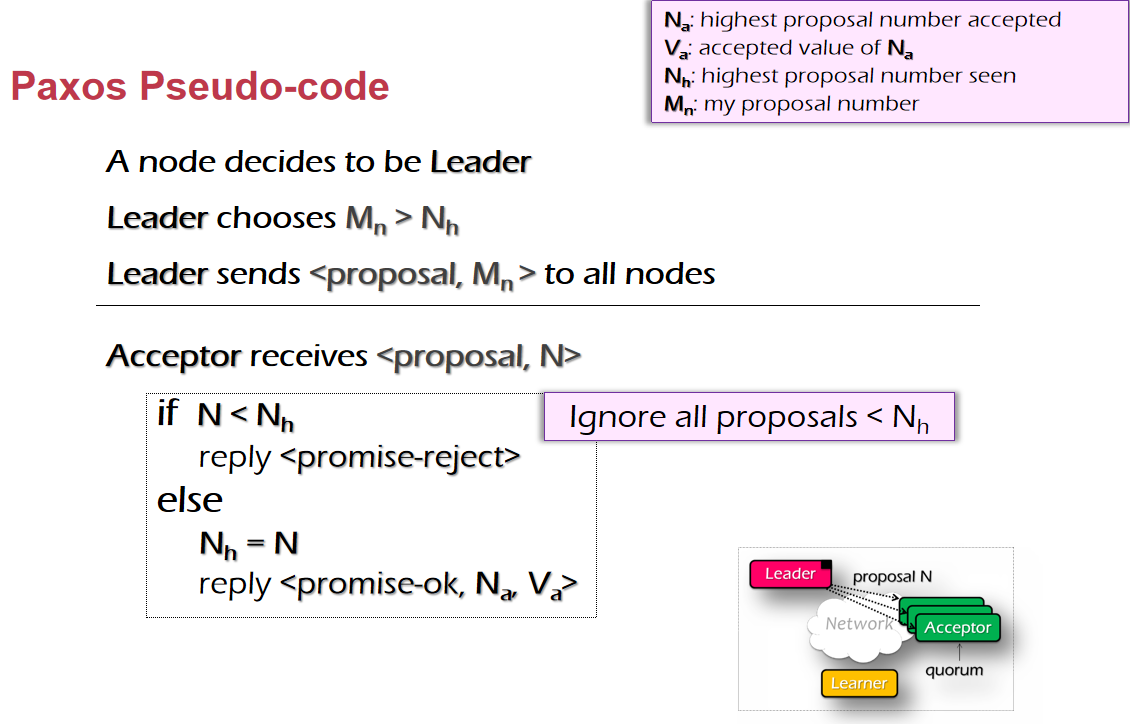 Nₐ: highest proposal number accepted
Vₐ: accepted value of Nₐ
Nₕ: highest proposal number seen
Mₙ: my proposal number
Paxos Pseudo-code
A node decides to be Leader
Leader chooses Mₙ > Nₕ
Leader sends <proposal, Mₙ > to all nodes
Acceptor receives <proposal, N>
if N < Nₕ
Ignore all proposals < Nₕ
reply <promise-reject>
else
Nₕ = N
reply <promise-ok, Nₐ, Vₐ>
Leader
proposal N
Network
Acceptor
quorum
Learner